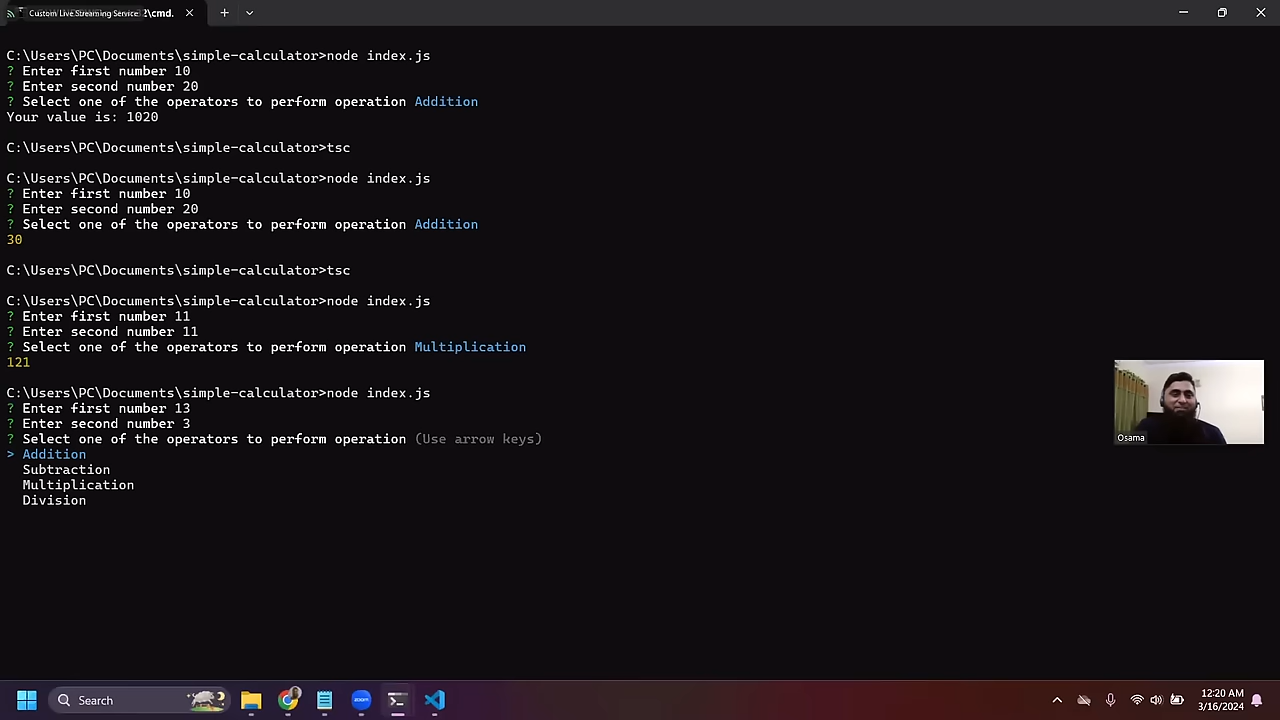 Custom Live Streaming Service 2\cmd.
C:\Users\PC\Documents\simple-calculator>node index.js
? Enter first number 10
? Enter second number 20
? Select one of the operators to perform operation Addition
Your value is: 1020
C:\Users\PC\Documents\simple-calculator>tsc
C:\Users\PC\Documents\simple-calculator>node index.js
? Enter first number 10
? Enter second number 20
? Select one of the operators to perform operation Addition
30
C:\Users\PC\Documents\simple-calculator>tsc
C:\Users\PC\Documents\simple-calculator>node index.js
? Enter first number 11
? Enter second number 11
? Select one of the operators to perform operation Multiplication
121
C:\Users\PC\Documents\simple-calculator>node index.js
? Enter first number 13
? Enter second number 3
? Select one of the operators to perform operation (Use arrow keys)
> Addition
Subtraction
Multiplication
Division
Osama
Search
zoom
12:20 AM
3/16/2024